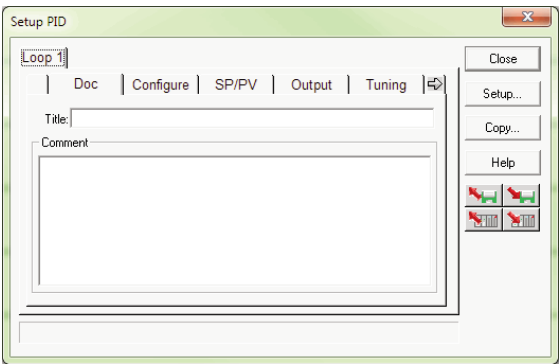 Setup PID
Loop 1
Doc Configure SP/PV Output Tuning
Title:
Comment
Close
Setup...
Copy...
Help